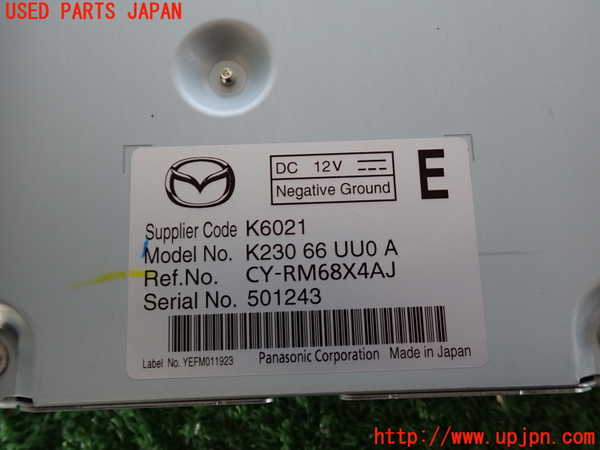 USED PARTS JAPAN
DC 12V
Negative Ground
E
Supplier Code K6021
Model No. K230 66 UU0 A
Ref.No. CY-RM68X4AJ
Serial No. 501243
Label No. YEFM011923 Panasonic Corporation Made in Japan
http://www.upjpn.com